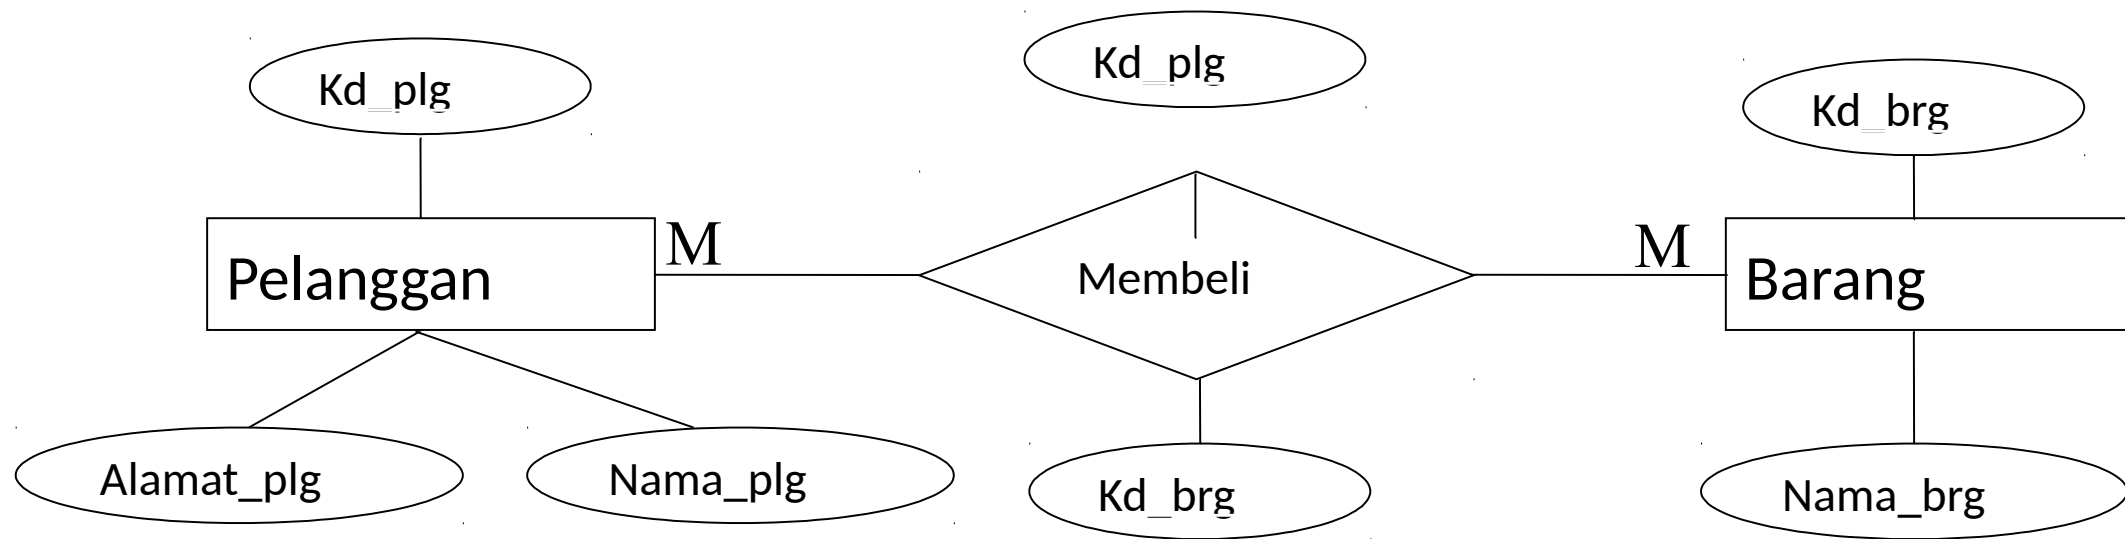 Kd_plg
Kd_plg
Kd_brg
Pelanggan
M
Membeli
M
Barang
Alamat_plg
Nama_plg
Kd_brg
Nama_brg